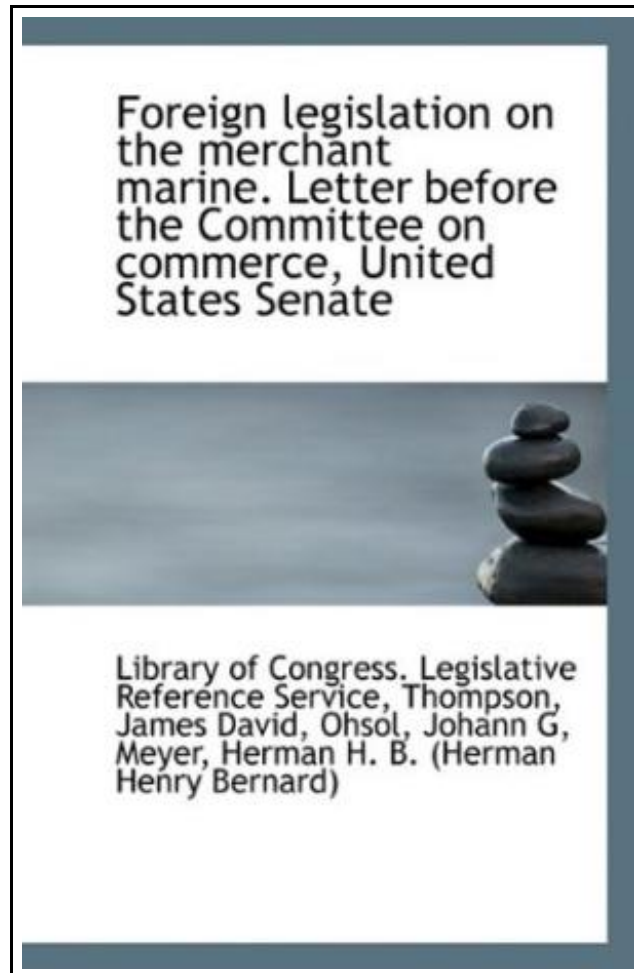 Foreign legislation on
the merchant
marine. Letter before
the Committee on
commerce, United
States Senate
Library of Congress. Legislative
Reference Service, Thompson,
James David, Ohsol, Johann G,
Meyer, Herman H. B. (Herman
Henry Bernard)